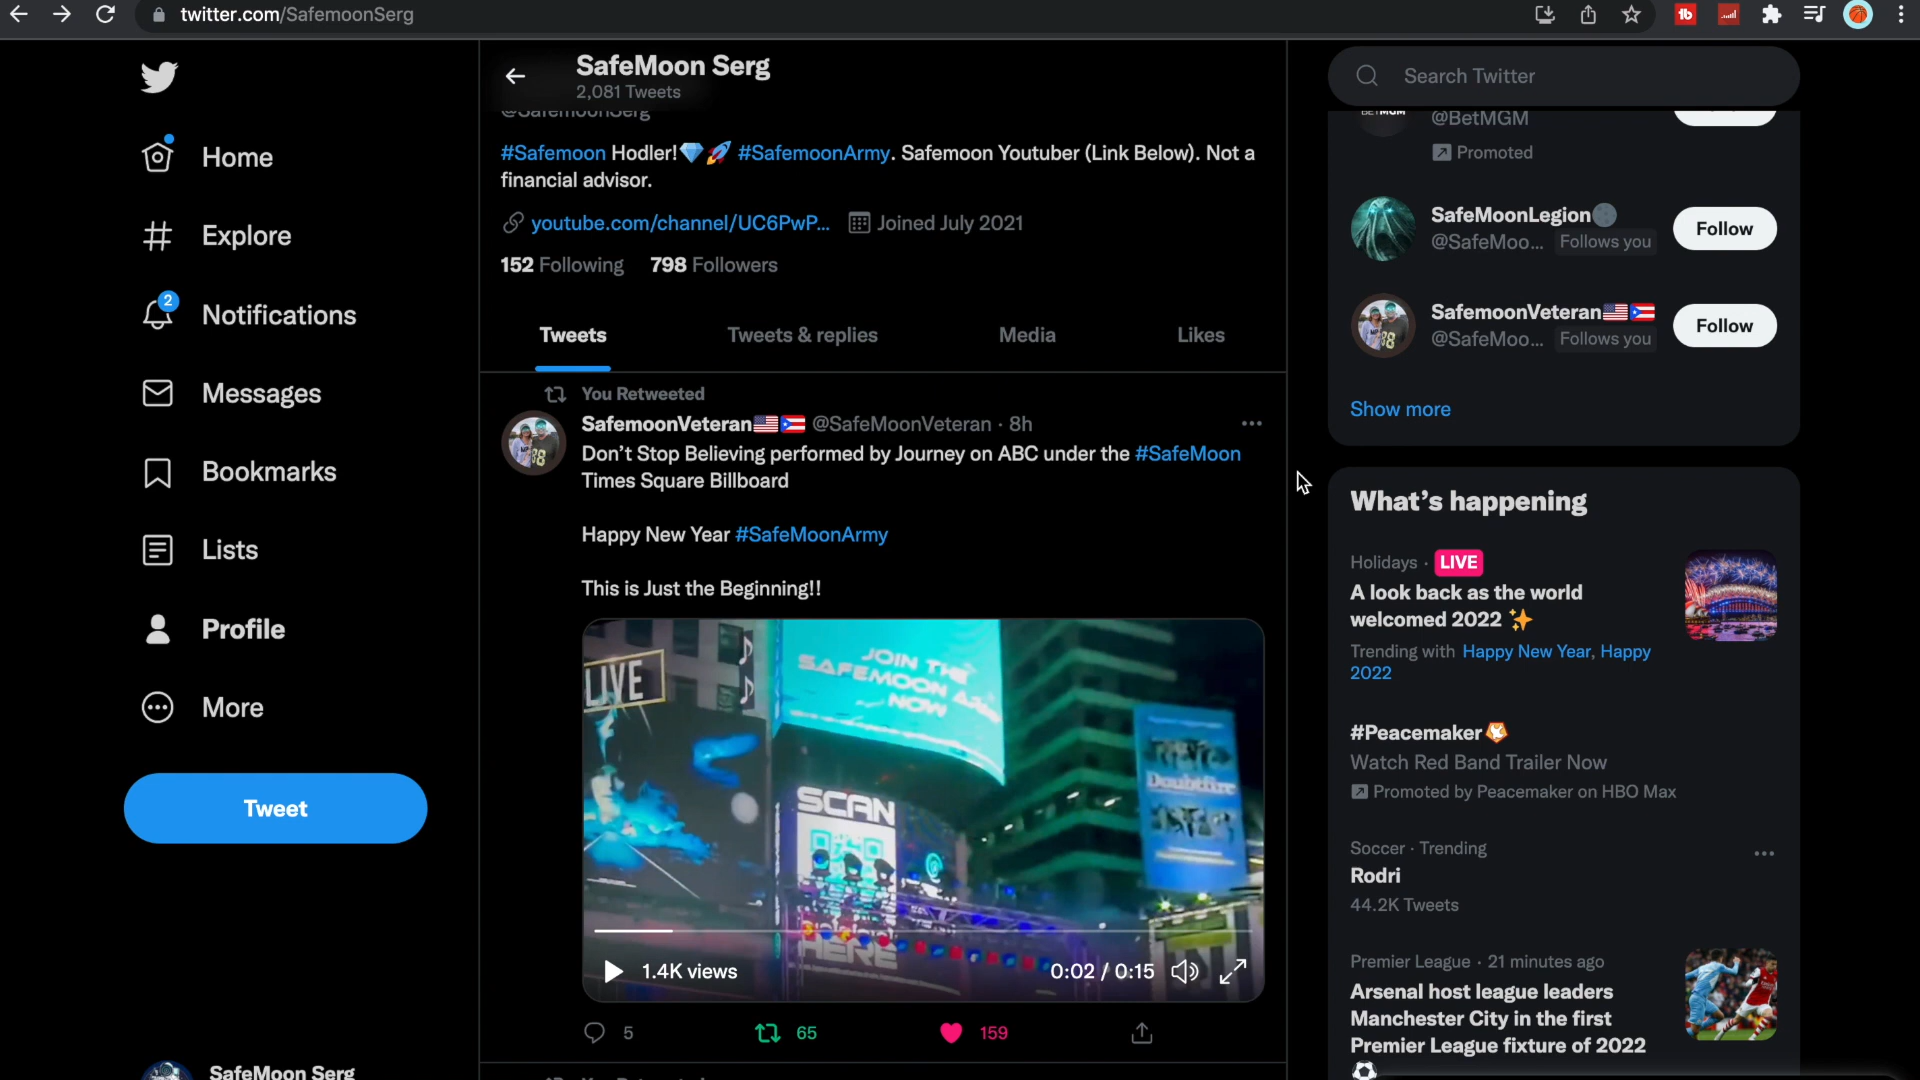 twitter.com/SafemoonSerg
Home
Explore
2
Notifications
Messages
Bookmarks
Lists
Profile
More
Tweet
SafeMoon Serg
SafeMoon Serg
2,081 Tweets
@SafemoonSerg
#Safemoon Hodler!💎🚀 #SafemoonArmy. Safemoon Youtuber (Link Below). Not a
financial advisor.
youtube.com/channel/UC6PwP... Joined July 2021
152 Following 798 Followers
Tweets Tweets & replies Media Likes
You Retweeted
SafemoonVeteran🇺🇸🇵🇷 @SafeMoonVeteran · 8h
Don’t Stop Believing performed by Journey on ABC under the #SafeMoon
Times Square Billboard
Happy New Year #SafeMoonArmy
This is Just the Beginning!!
LIVE
JOIN THE
SAFEMOON
NOW
Doubtfire
SCAN
HERE
1.4K views 0:02 / 0:15
5 65 159
Search Twitter
BETMGM
@BetMGM
Promoted
SafeMoonLegion🌑
@SafeMoo... Follows you
Follow
SafemoonVeteran🇺🇸🇵🇷
@SafeMoo... Follows you
Follow
Show more
What’s happening
Holidays · LIVE
A look back as the world
welcomed 2022 ✨
Trending with Happy New Year, Happy
2022
#Peacemaker
Watch Red Band Trailer Now
Promoted by Peacemaker on HBO Max
Soccer · Trending
Rodri
44.2K Tweets
Premier League · 21 minutes ago
Arsenal host league leaders
Manchester City in the first
Premier League fixture of 2022
⚽